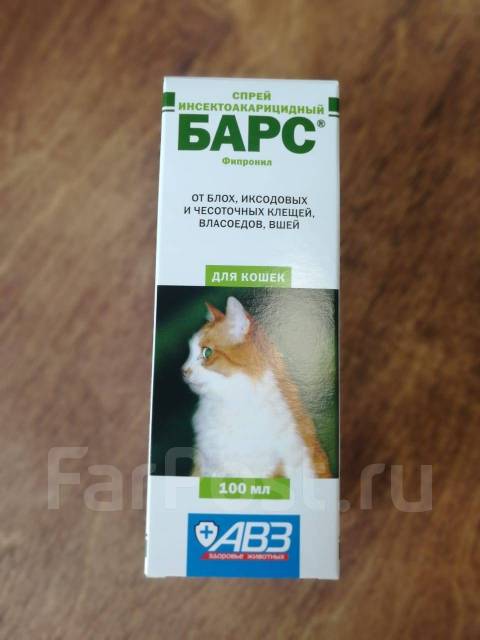 СПРЕЙ
ИНСЕКТОАКАРИЦИДНЫЙ
БАРС®
Фипронил
ОТ БЛОХ, ИКСОДОВЫХ
И ЧЕСОТОЧНЫХ КЛЕЩЕЙ,
ВЛАСОЕДОВ, ВШЕЙ
ДЛЯ КОШЕК
FarPost.ru
100 мл
АВЗ
здоровье животных